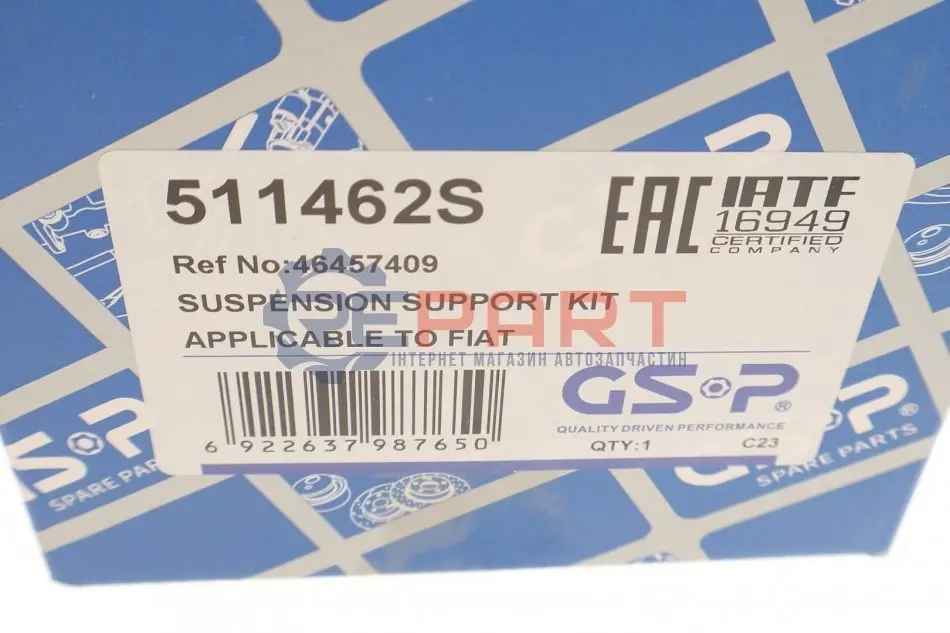 511462S
EAC
IATF
16949
CERTIFIED
COMPANY
Ref No:46457409
SUSPENSION SUPPORT KIT
APPLICABLE TO FIAT
REPART
ІНТЕРНЕТ МАГАЗИН АВТОЗАПЧАСТИН
6 922637 987650
GSP®
QUALITY DRIVEN PERFORMANCE
QTY:1 C23
GSP
SPARE PARTS
GSP
SPARE PARTS